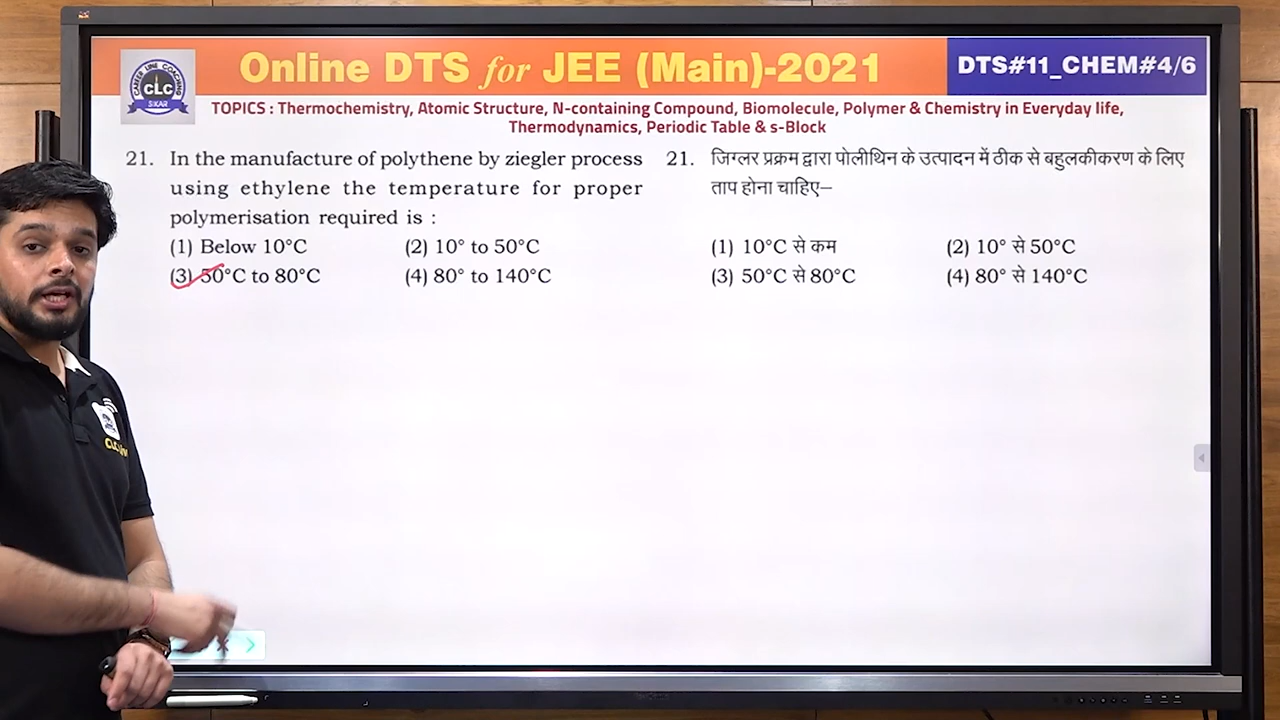 Online DTS for JEE (Main)-2021
DTS#11_CHEM#4/6
CAREER LINE COACHING
CLC
SIKAR
TOPICS : Thermochemistry, Atomic Structure, N-containing Compound, Biomolecule, Polymer & Chemistry in Everyday life,
Thermodynamics, Periodic Table & s-Block
21. In the manufacture of polythene by ziegler process
using ethylene the temperature for proper
polymerisation required is :
(1) Below 10°C (2) 10° to 50°C
(3) 50°C to 80°C (4) 80° to 140°C
21. जिग्लर प्रक्रम द्वारा पोलीथिन के उत्पादन में ठीक से बहुलकीकरण के लिए
ताप होना चाहिए–
(1) 10°C से कम (2) 10° से 50°C
(3) 50°C से 80°C (4) 80° से 140°C